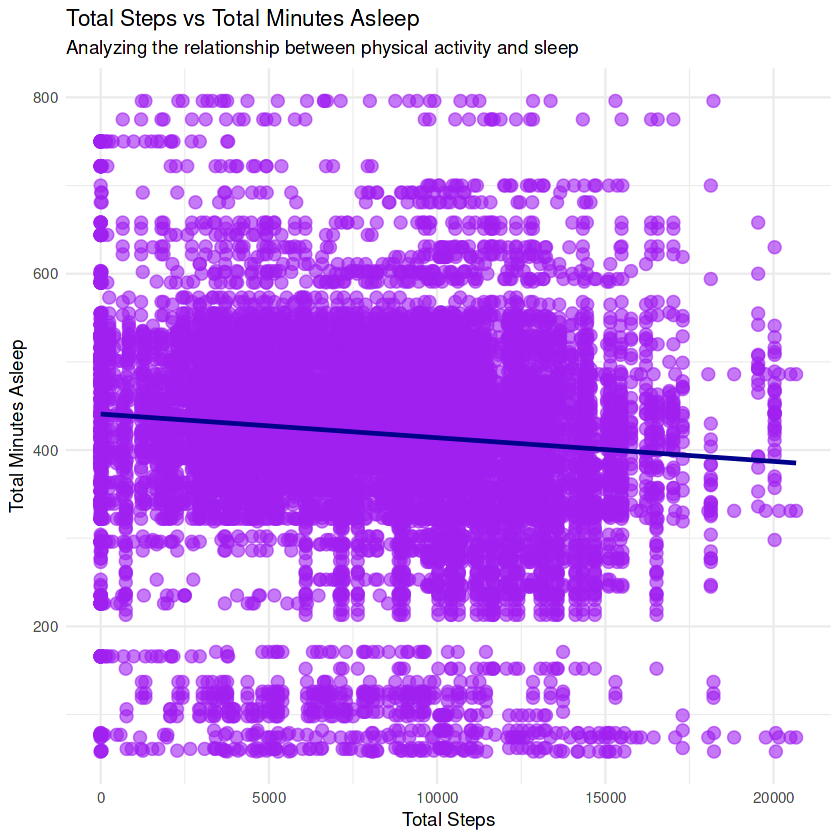 Total Steps vs Total Minutes Asleep
Analyzing the relationship between physical activity and sleep
Total Minutes Asleep
800
600
400
200
0 5000 10000 15000 20000
Total Steps